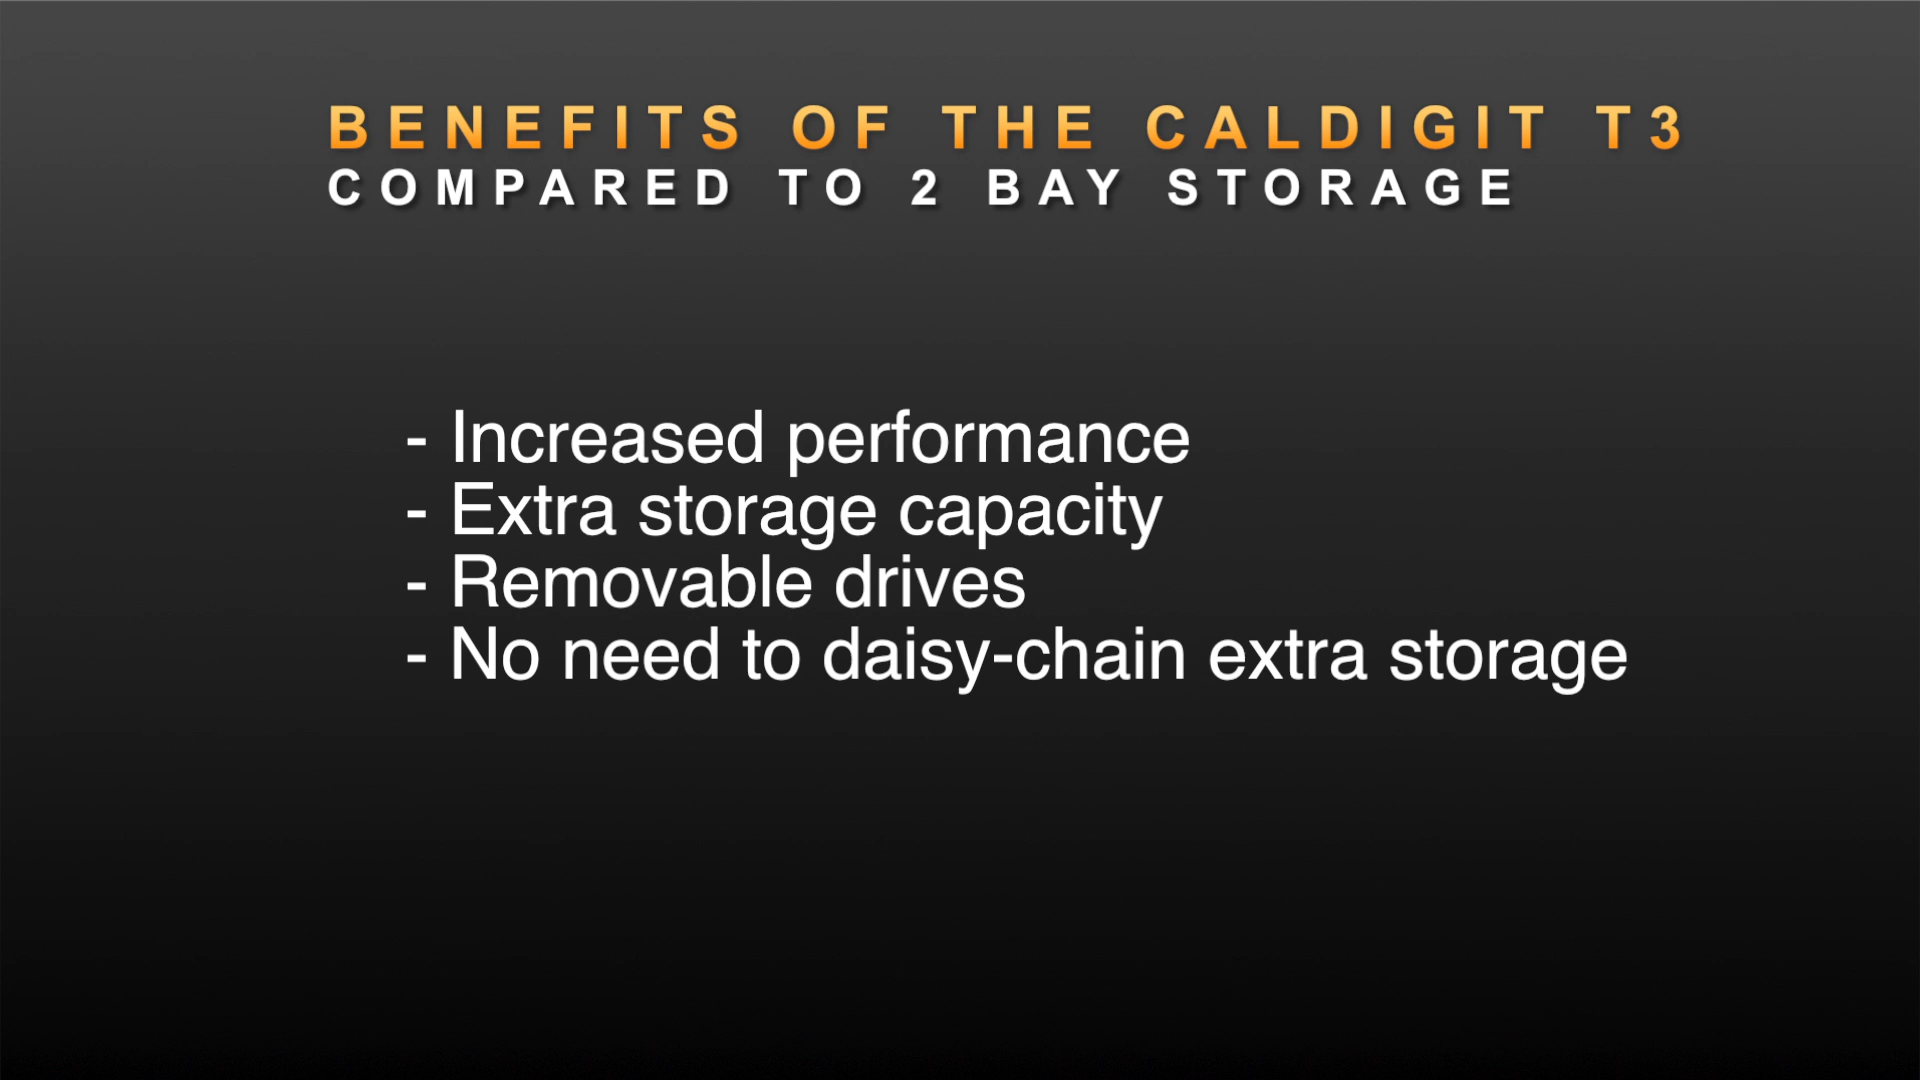 BENEFITS OF THE CALDIGIT T3
COMPARED TO 2 BAY STORAGE
- Increased performance
- Extra storage capacity
- Removable drives
- No need to daisy-chain extra storage